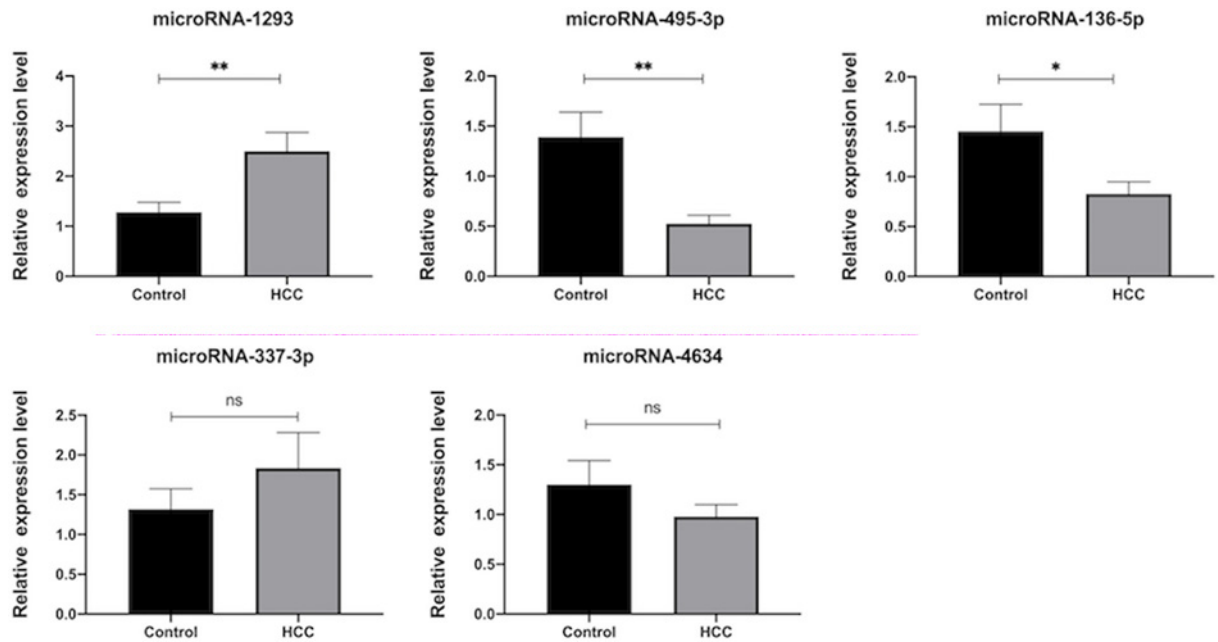 microRNA-1293
Relative expression level
4
3
2
1
0
**
Control HCC
microRNA-495-3p
Relative expression level
2.0
1.5
1.0
0.5
0.0
**
Control HCC
microRNA-136-5p
Relative expression level
2.0
1.5
1.0
0.5
0.0
*
Control HCC
microRNA-337-3p
Relative expression level
2.5
2.0
1.5
1.0
0.5
0.0
ns
Control HCC
microRNA-4634
Relative expression level
2.0
1.5
1.0
0.5
0.0
ns
Control HCC